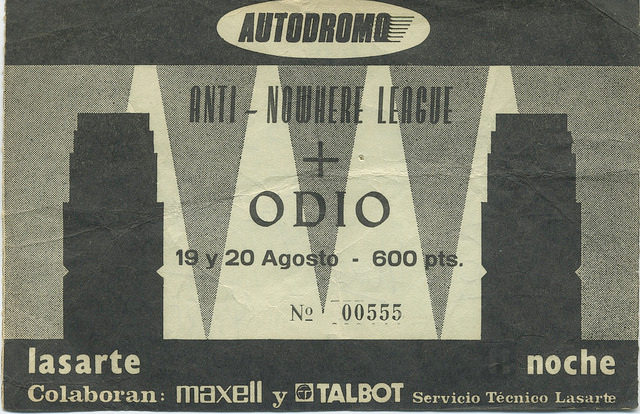 AUTODROMO
ANTI-NOWHERE LEAGUE
+
ODIO
19 y 20 Agosto - 600 pts.
Nº 00555
lasarte noche
Colaboran: maxell y TALBOT Servicio Técnico Lasarte